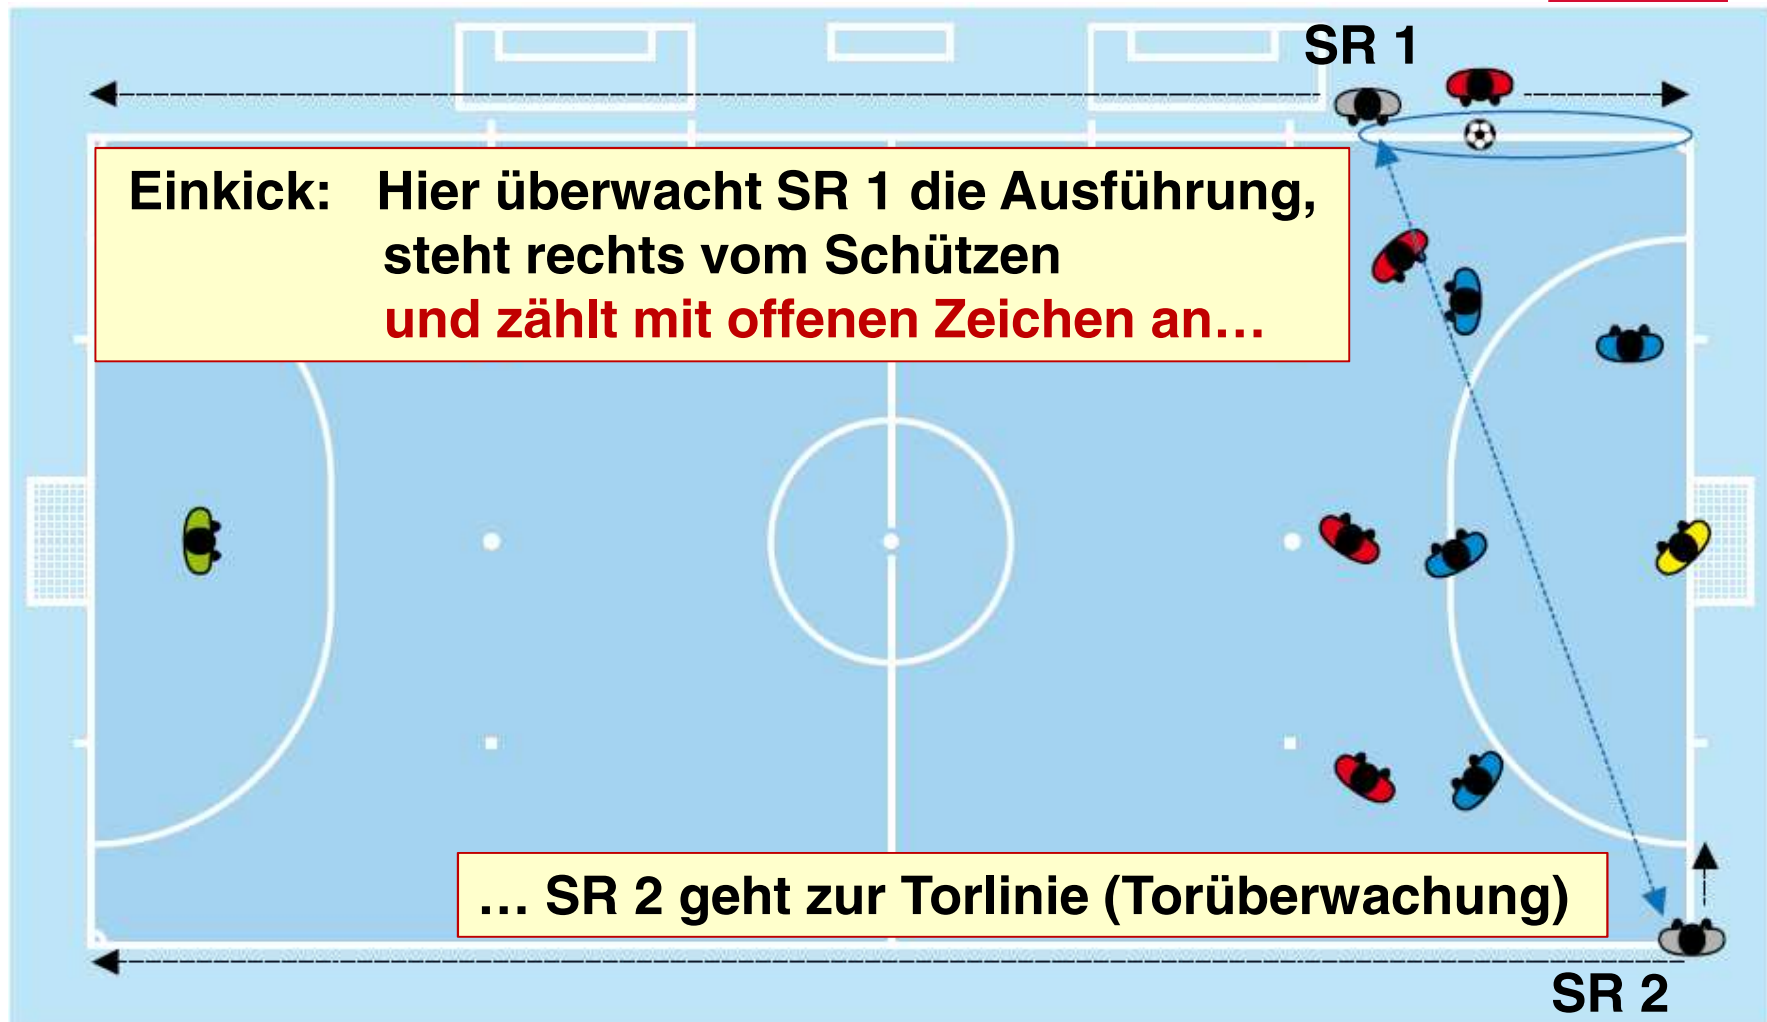 SR 1
Einkick: Hier überwacht SR 1 die Ausführung,
steht rechts vom Schützen
und zählt mit offenen Zeichen an…
… SR 2 geht zur Torlinie (Torüberwachung)
SR 2